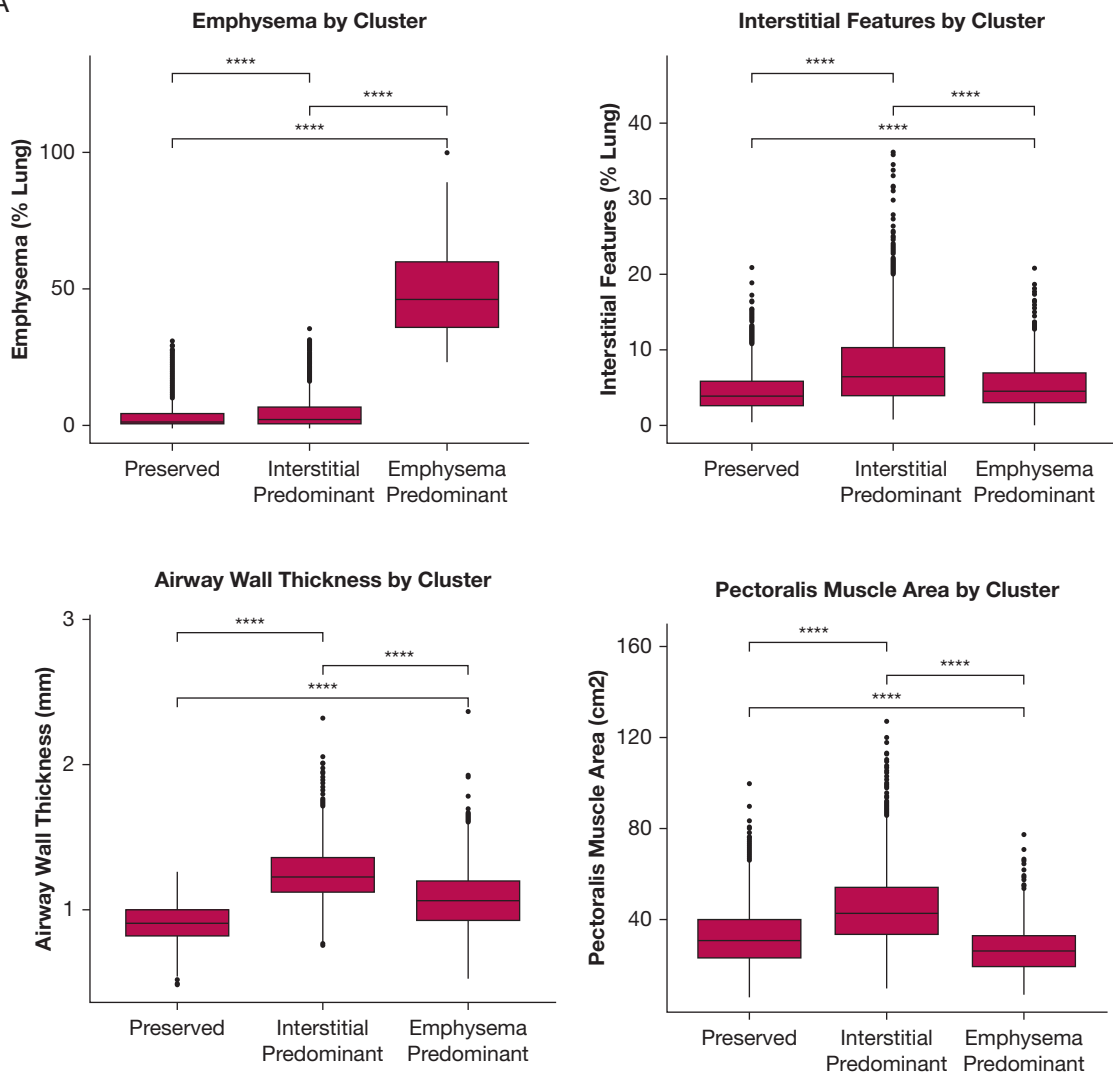 A
Emphysema by Cluster
****
****
****
Emphysema (% Lung)
100
50
0
Preserved
Interstitial
Predominant
Emphysema
Predominant
Interstitial Features by Cluster
****
****
****
Interstitial Features (% Lung)
40
30
20
10
0
Preserved
Interstitial
Predominant
Emphysema
Predominant
Airway Wall Thickness by Cluster
****
****
****
Airway Wall Thickness (mm)
3
2
1
Preserved
Interstitial
Predominant
Emphysema
Predominant
Pectoralis Muscle Area by Cluster
****
****
****
Pectoralis Muscle Area (cm2)
160
120
80
40
Preserved
Interstitial
Predominant
Emphysema
Predominant